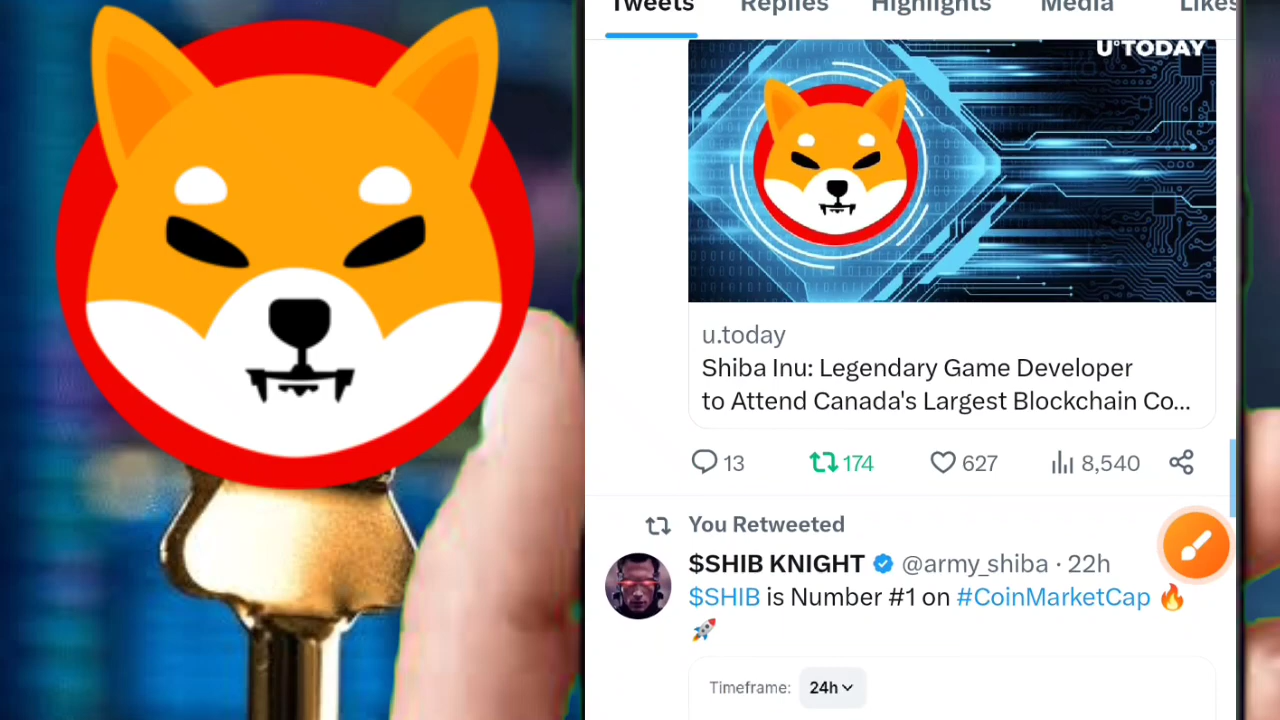 Tweets Replies Highlights Media Likes
U°TODAY
u.today
Shiba Inu: Legendary Game Developer
to Attend Canada's Largest Blockchain Co...
13 174 627 8,540
You Retweeted
$SHIB KNIGHT @army_shiba · 22h
$SHIB is Number #1 on #CoinMarketCap 🔥
🚀
Timeframe: 24h